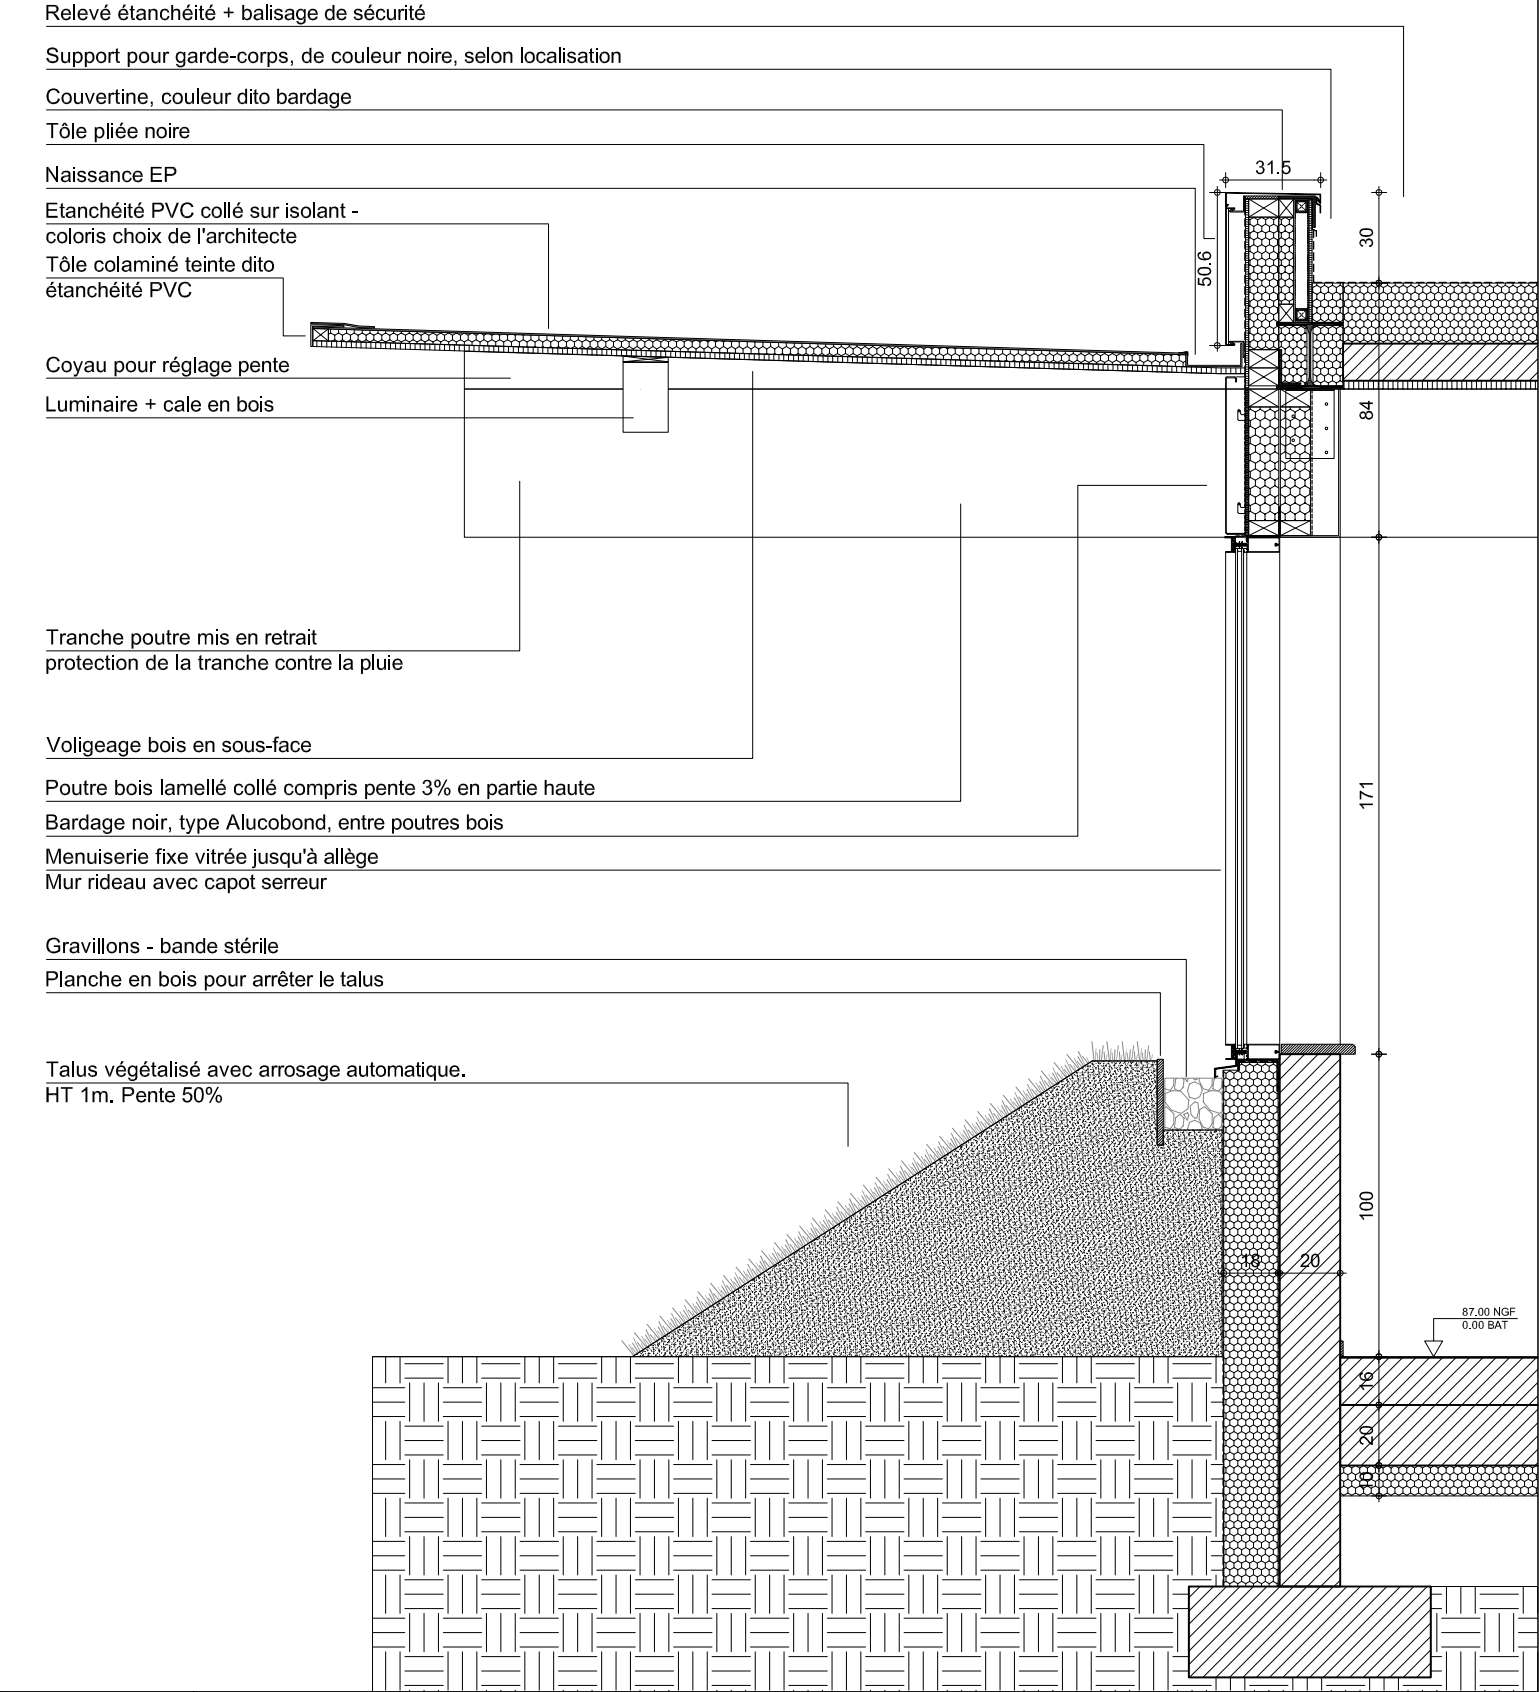 Relevé étanchéité + balisage de sécurité
Support pour garde-corps, de couleur noire, selon localisation
Couvertine, couleur dito bardage
Tôle pliée noire
Naissance EP
Etanchéité PVC collé sur isolant -
coloris choix de l'architecte
Tôle colaminé teinte dito
étanchéité PVC
Coyau pour réglage pente
Luminaire + cale en bois
Tranche poutre mis en retrait
protection de la tranche contre la pluie
Voligeage bois en sous-face
Poutre bois lamellé collé compris pente 3% en partie haute
Bardage noir, type Alucobond, entre poutres bois
Menuiserie fixe vitrée jusqu'à allège
Mur rideau avec capot serreur
Gravillons - bande stérile
Planche en bois pour arrêter le talus
Talus végétalisé avec arrosage automatique.
HT 1m. Pente 50%
31.5
50.6
30
84
171
100
18
20
87.00 NGF
0.00 BAT
16
20
10